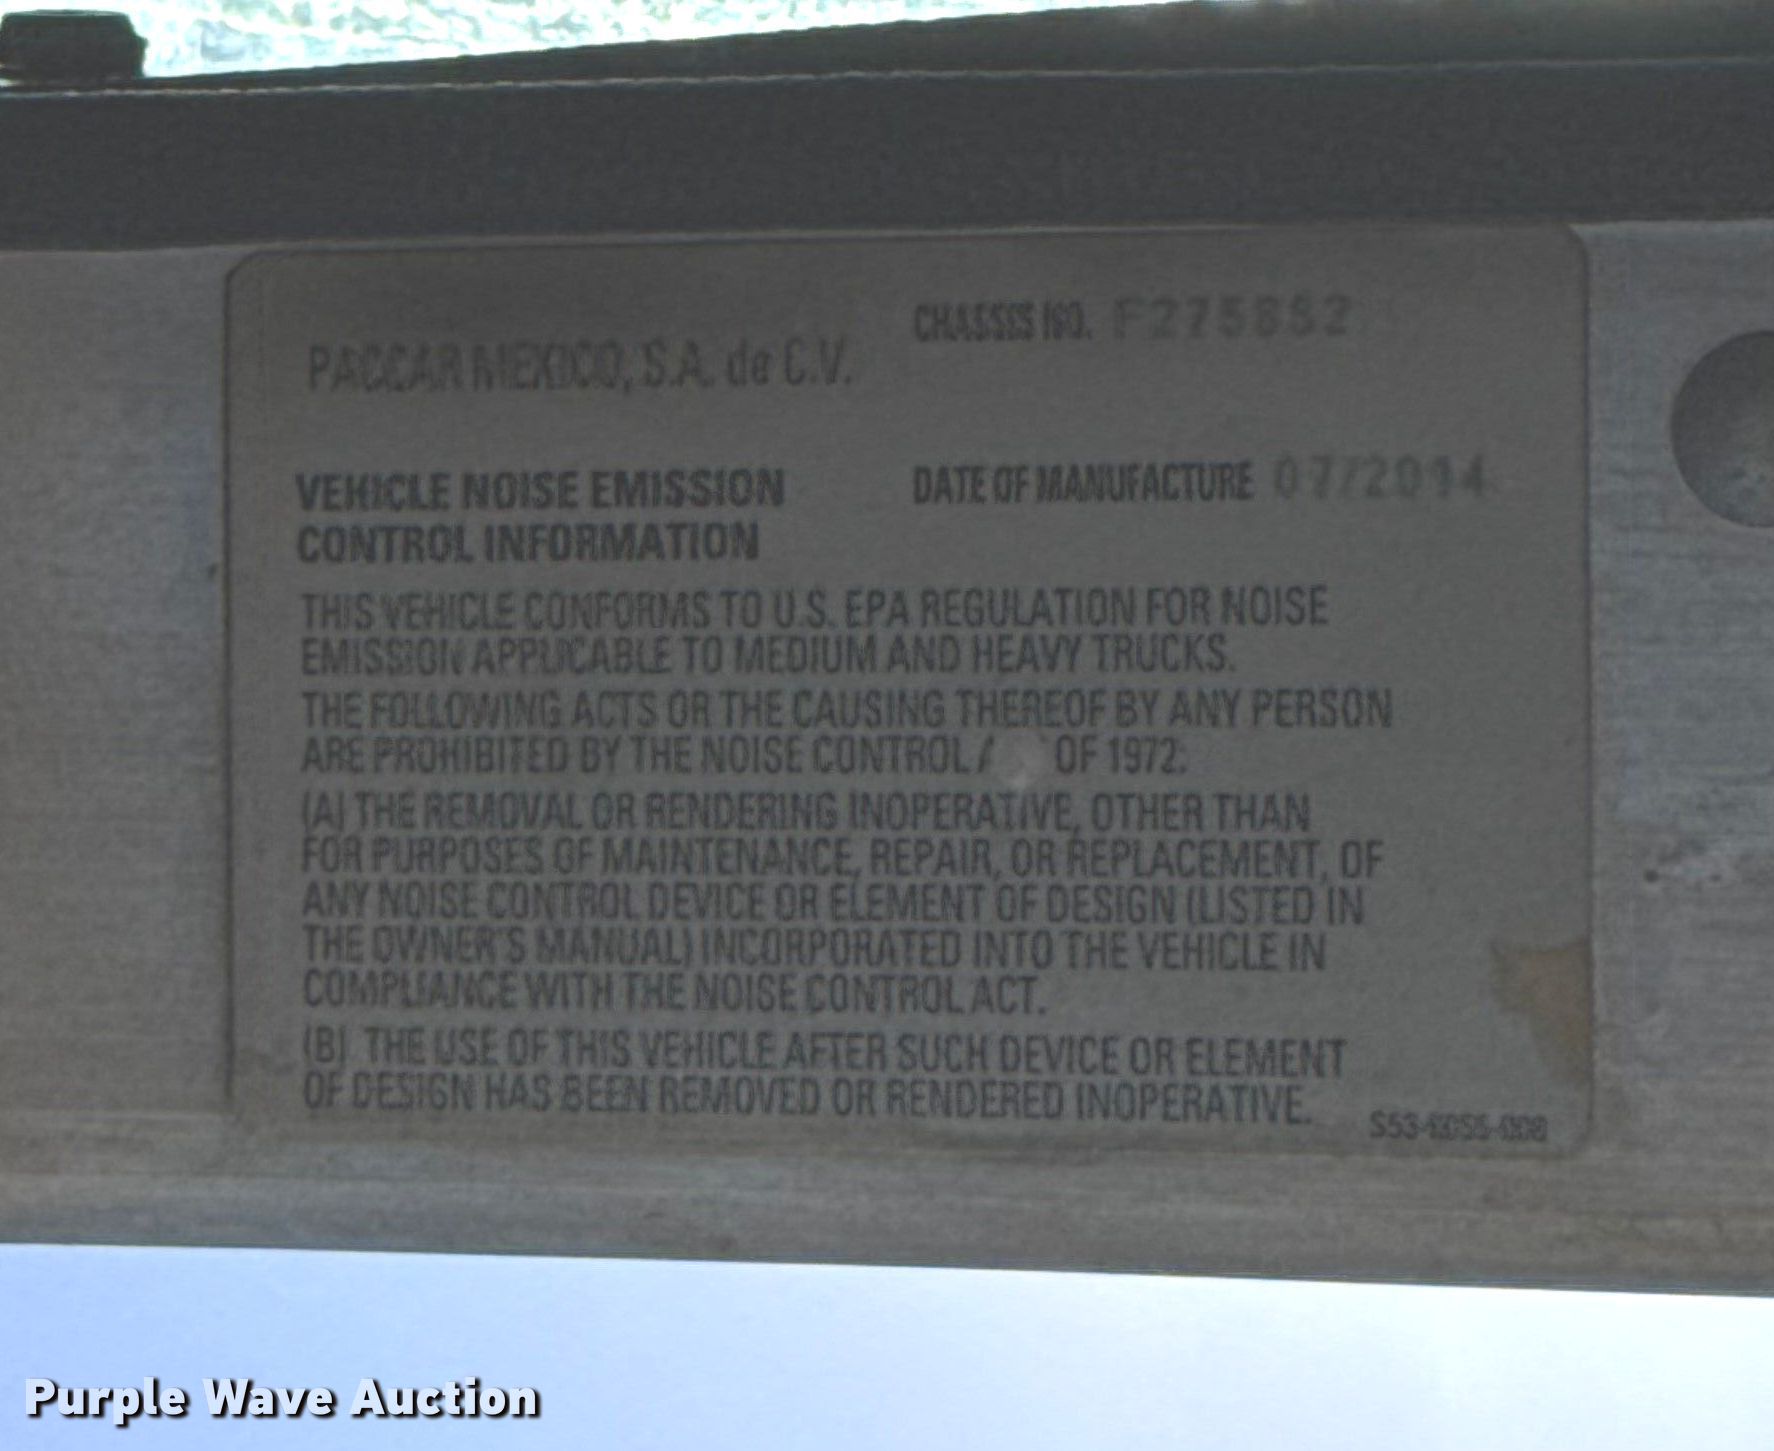 CHASSIS NO. F275882
PACCAR MEXICO, S.A. de C.V.
VEHICLE NOISE EMISSION
CONTROL INFORMATION
DATE OF MANUFACTURE 07/2014
THIS VEHICLE CONFORMS TO U.S. EPA REGULATION FOR NOISE
EMISSION APPLICABLE TO MEDIUM AND HEAVY TRUCKS.
THE FOLLOWING ACTS OR THE CAUSING THEREOF BY ANY PERSON
ARE PROHIBITED BY THE NOISE CONTROL OF 1972:
(A) THE REMOVAL OR RENDERING INOPERATIVE, OTHER THAN
FOR PURPOSES OF MAINTENANCE, REPAIR, OR REPLACEMENT, OF
ANY NOISE CONTROL DEVICE OR ELEMENT OF DESIGN (LISTED IN
THE OWNER'S MANUAL) INCORPORATED INTO THE VEHICLE IN
COMPLIANCE WITH THE NOISE CONTROL ACT.
(B) THE USE OF THIS VEHICLE AFTER SUCH DEVICE OR ELEMENT
OF DESIGN HAS BEEN REMOVED OR RENDERED INOPERATIVE.
Purple Wave Auction